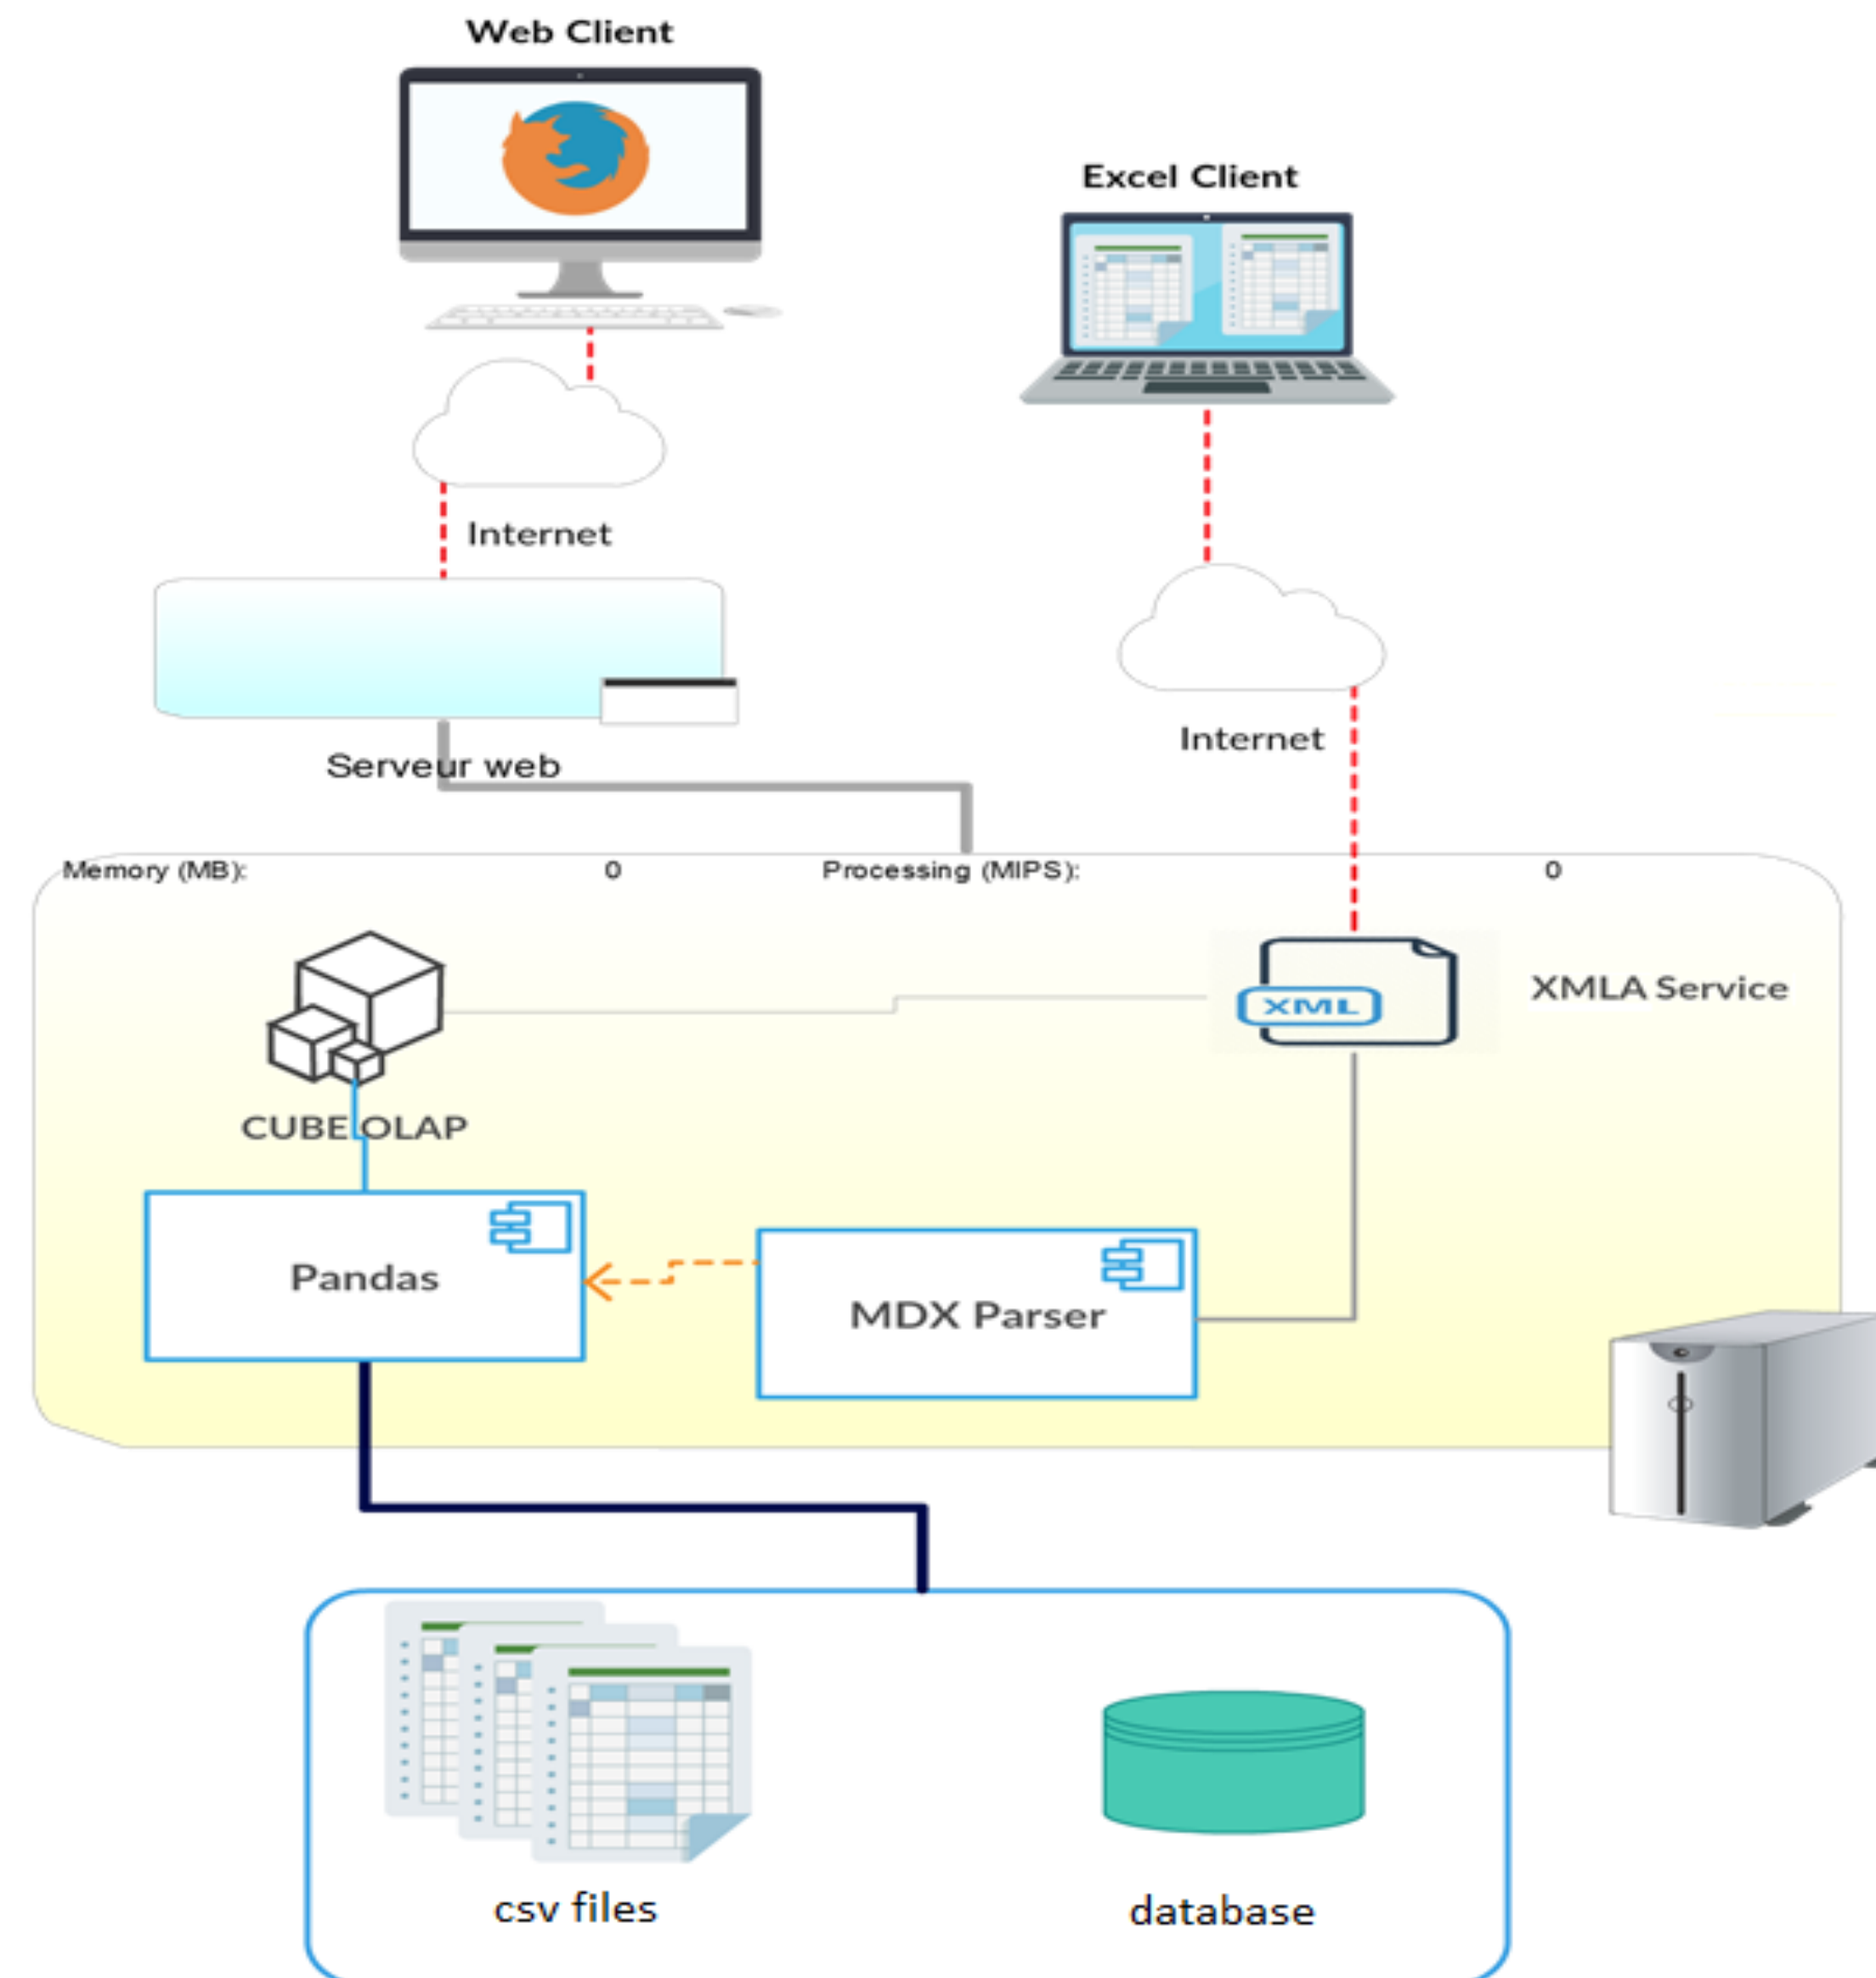 Web Client
Excel Client
Internet
Internet
Serveur web
Memory (MB): 0 Processing (MIPS): 0
XML
XMLA Service
CUBE OLAP
Pandas
MDX Parser
csv files
database